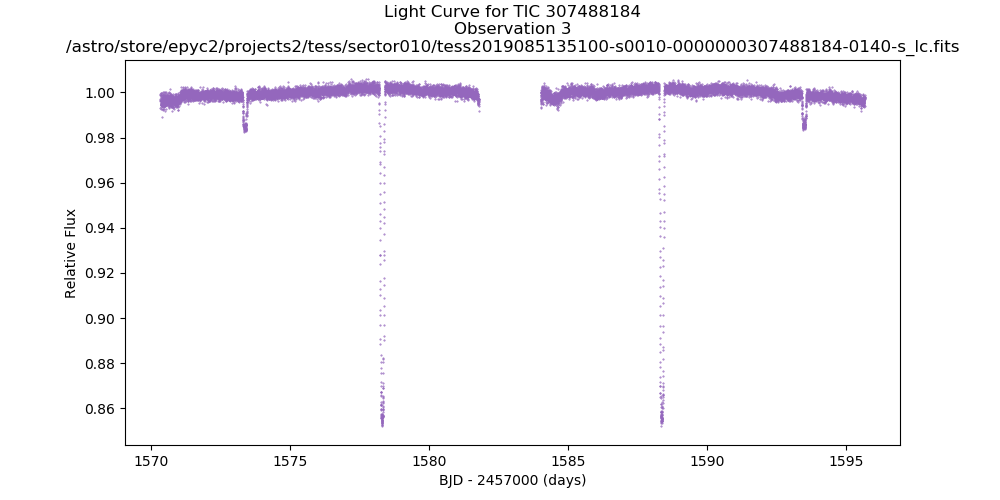 Light Curve for TIC 307488184
Observation 3
/astro/store/epyc2/projects2/tess/sector010/tess2019085135100-s0010-0000000307488184-0140-s_lc.fits
1.00
0.98
0.96
0.94
0.92
0.90
0.88
0.86
Relative Flux
1570
1575
1580
1585
1590
1595
BJD - 2457000 (days)